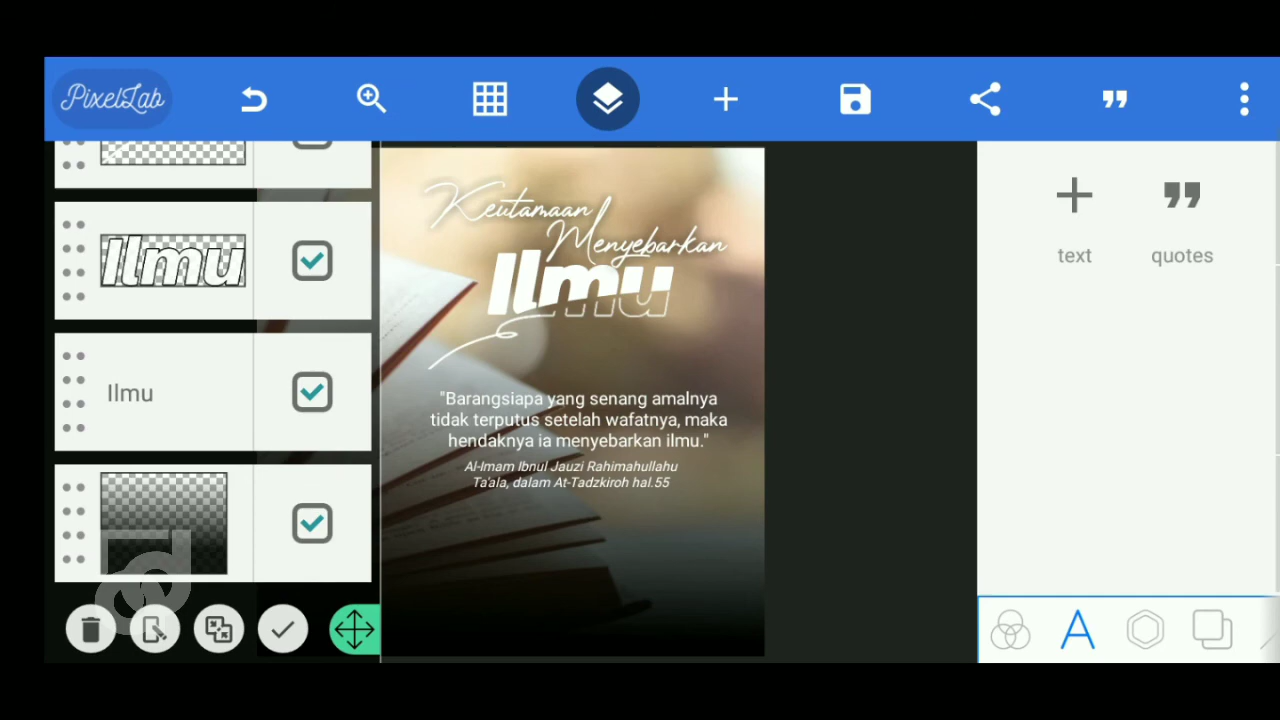 PixelLab
Ilmu
Ilmu
Keutamaan
Menyebarkan
Ilmu
"Barangsiapa yang senang amalnya
tidak terputus setelah wafatnya, maka
hendaknya ia menyebarkan ilmu."
Al-Imam Ibnul Jauzi Rahimahullahu
Ta'ala, dalam At-Tadzkiroh hal.55
text
quotes